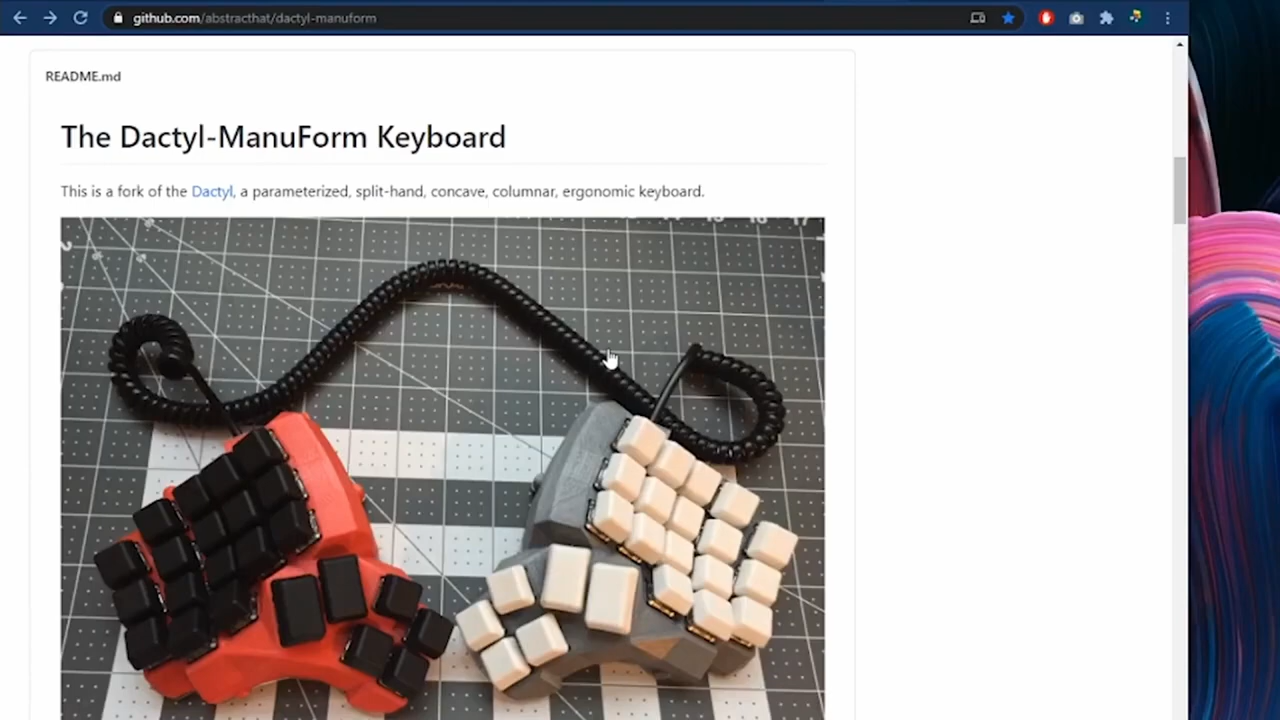 github.com/abstracthat/dactyl-manuform
README.md
The Dactyl-ManuForm Keyboard
This is a fork of the Dactyl, a parameterized, split-hand, concave, columnar, ergonomic keyboard.